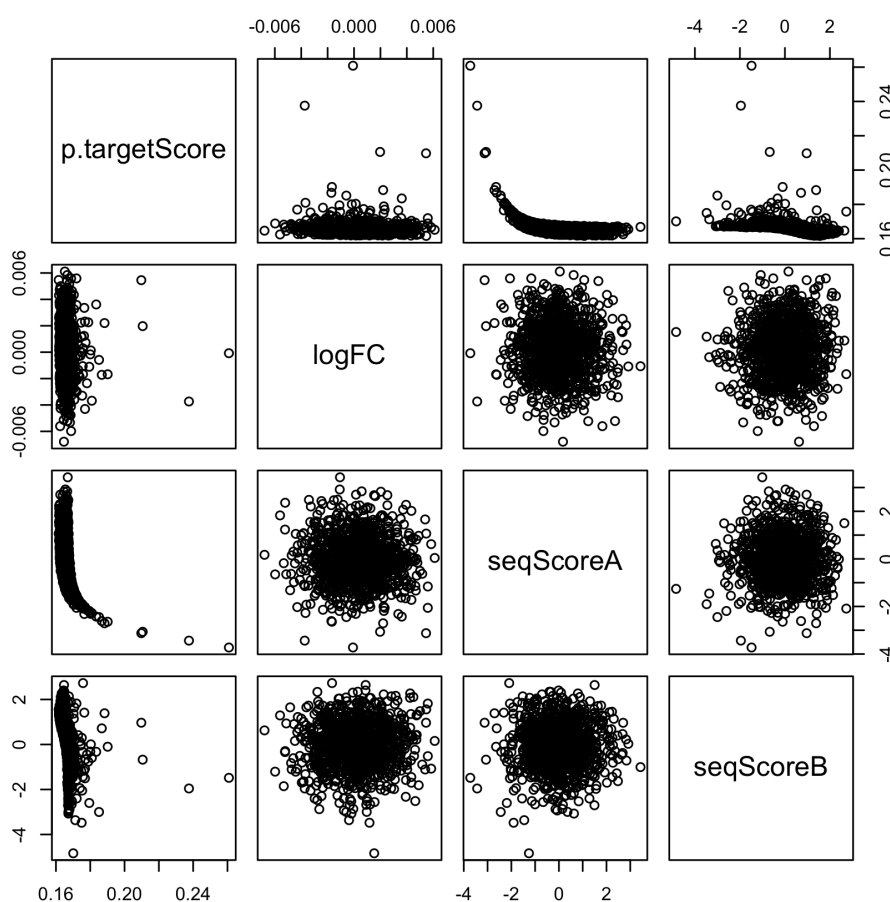 -0.006 0.000 0.006 -4 -2 0 2
p.targetScore
0.16 0.20 0.24
-0.006 0.000 0.006
logFC
seqScoreA
-4 -2 0 2
-4 -2 0 2
seqScoreB
0.16 0.20 0.24 -4 -2 0 2